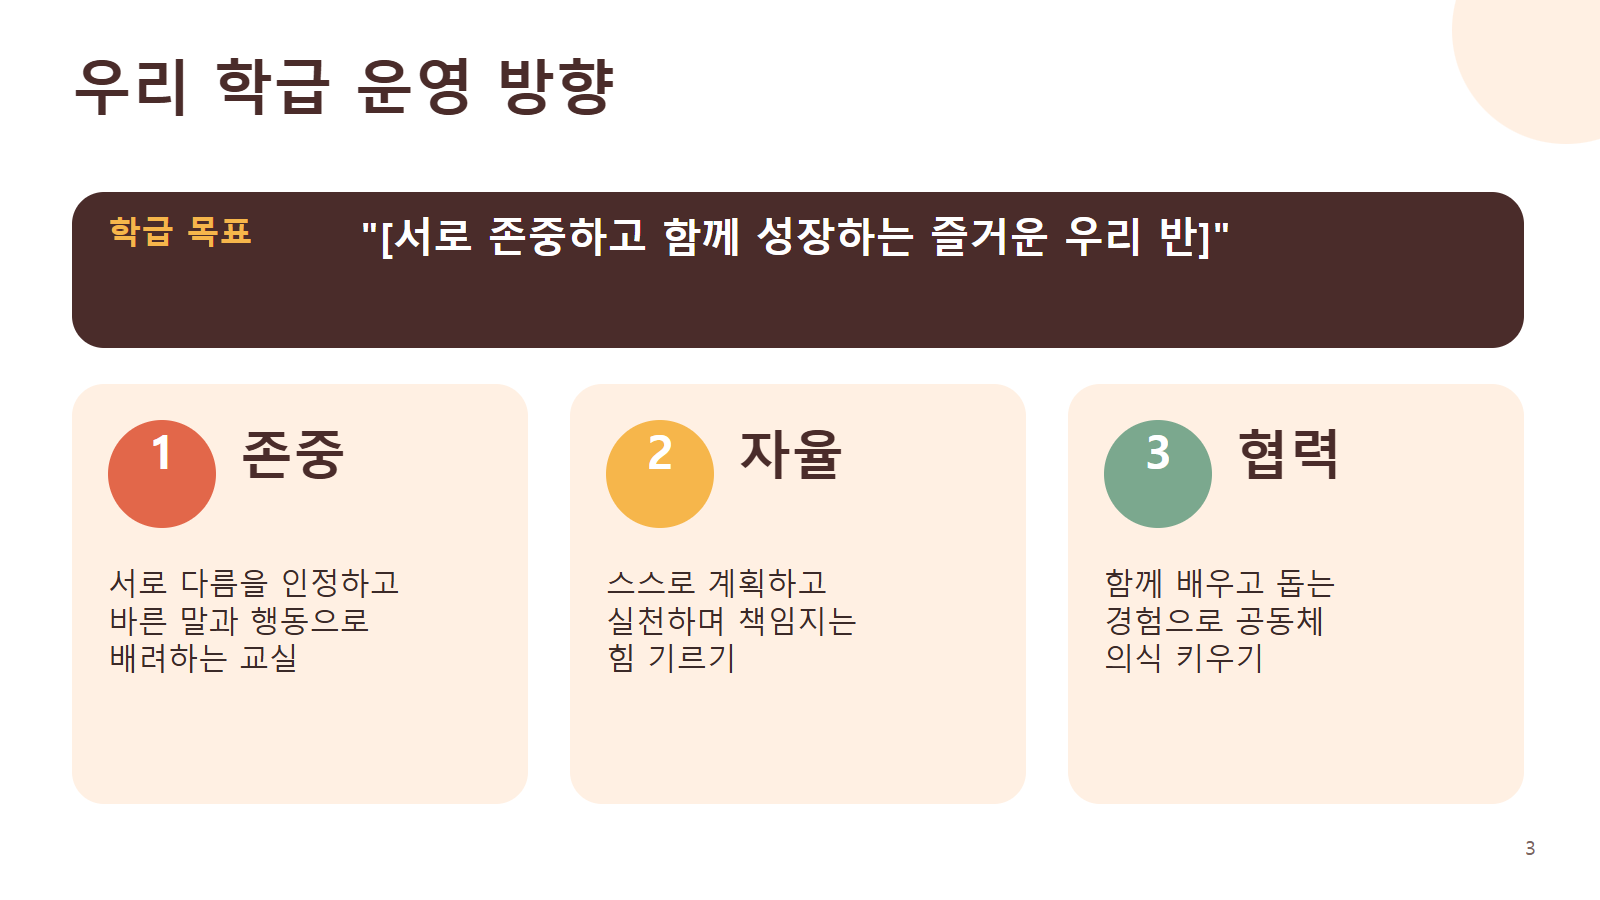 우리 학급 운영 방향
학급 목표
"[서로 존중하고 함께 성장하는 즐거운 우리 반]"
1
존중
서로 다름을 인정하고
바른 말과 행동으로
배려하는 교실
2
자율
스스로 계획하고
실천하며 책임지는
힘 기르기
3
협력
함께 배우고 돕는
경험으로 공동체
의식 키우기
3